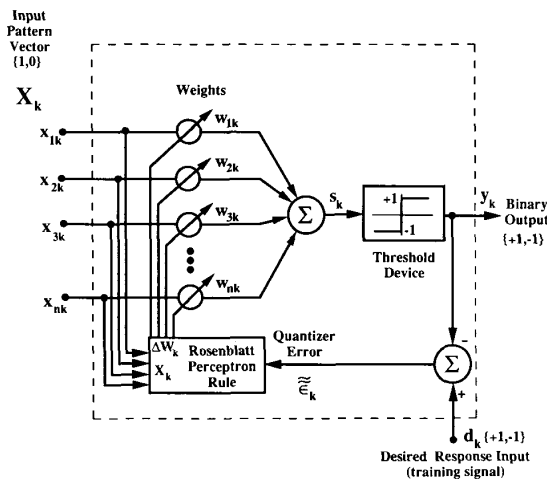 Input
Pattern
Vector
{1,0}
X_k
Weights
x_1k
w_1k
x_2k
w_2k
x_3k
w_3k
x_nk
w_nk
Σ
s_k
+1
-1
Threshold
Device
y_k
Binary
Output
{+1,-1}
ΔW_k
X_k
Rosenblatt
Perceptron
Rule
Quantizer
Error
ε̃̃_k
Σ
-
+
d_k {+1,-1}
Desired Response Input
(training signal)